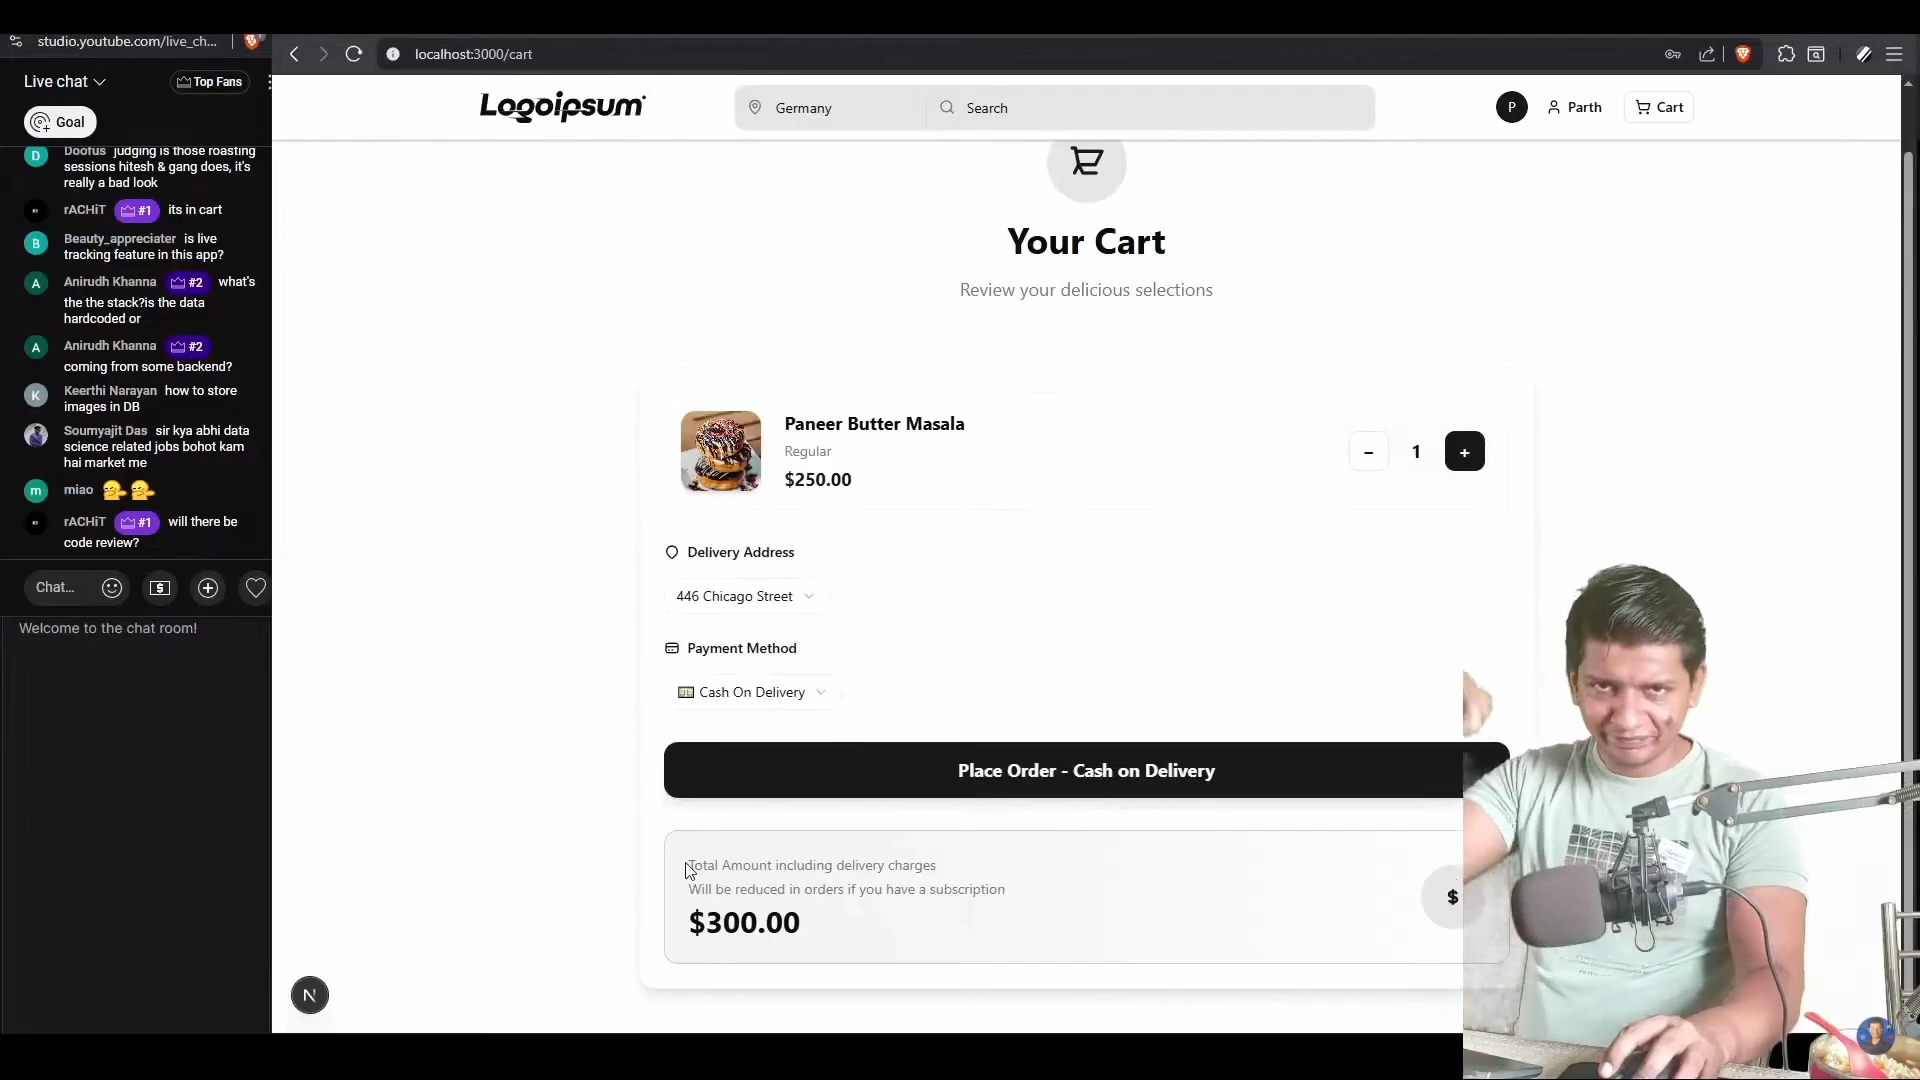 studio.youtube.com/live_ch...
localhost:3000/cart
Live chat
Top Fans
Goal
Doofus judging is those roasting
sessions hitesh & gang does, it's
really a bad look
rACHiT #1 its in cart
Beauty_appreciater is live
tracking feature in this app?
Anirudh Khanna #2 what's
the the stack?is the data
hardcoded or
Anirudh Khanna #2
coming from some backend?
Keerthi Narayan how to store
images in DB
Soumyajit Das sir kya abhi data
science related jobs bohot kam
hai market me
miao
rACHiT #1 will there be
code review?
Chat...
Welcome to the chat room!
Logoipsum
Germany
Search
P
Parth
Cart
Your Cart
Review your delicious selections
Paneer Butter Masala
Regular
$250.00
− 1 +
Delivery Address
446 Chicago Street
Payment Method
Cash On Delivery
Place Order - Cash on Delivery
Total Amount including delivery charges
Will be reduced in orders if you have a subscription
$300.00
$
N